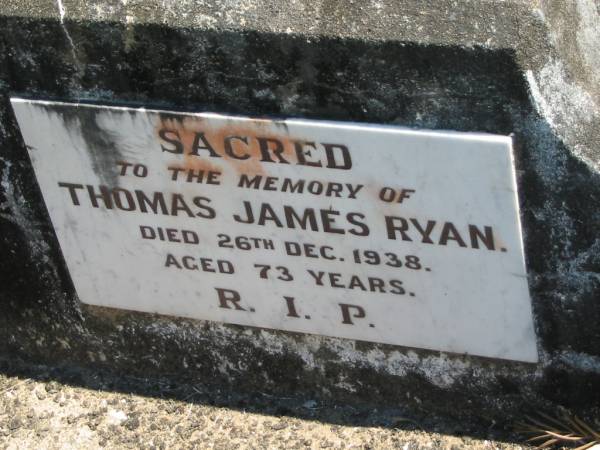 SACRED
TO THE MEMORY OF
THOMAS JAMES RYAN.
DIED 26TH DEC. 1938.
AGED 73 YEARS.
R. I. P.